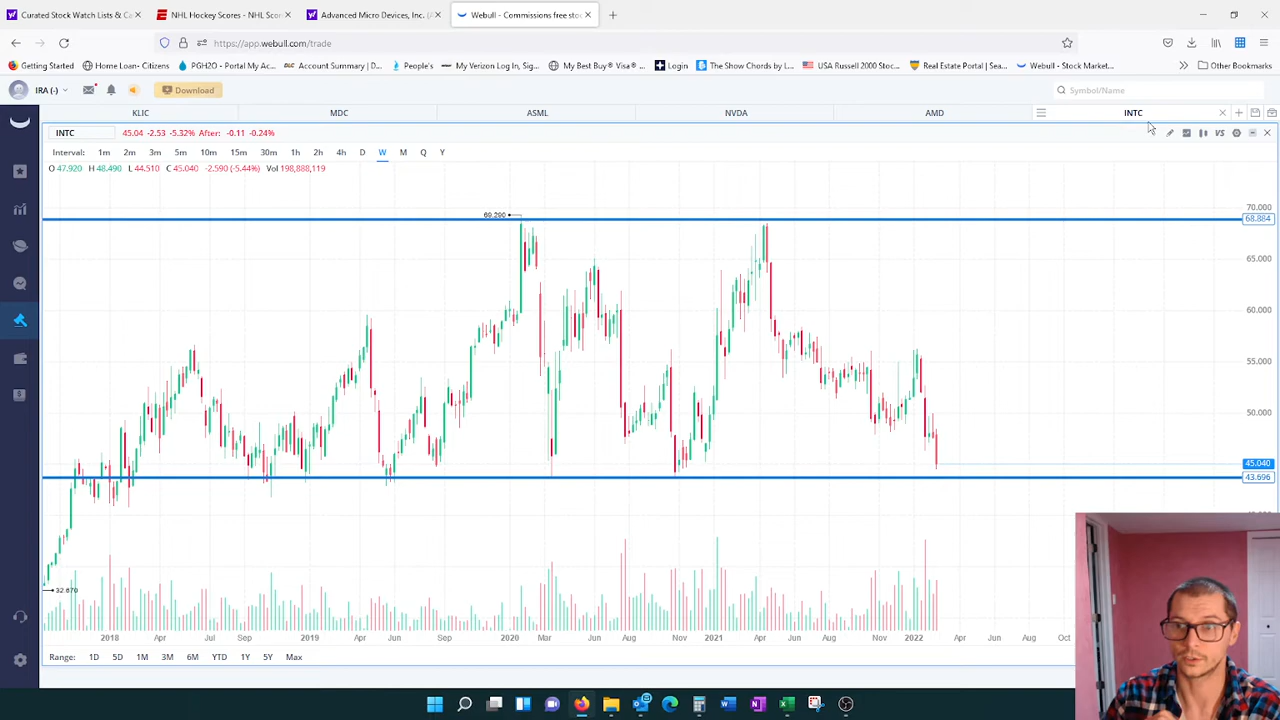 Curated Stock Watch Lists & Ca
NHL Hockey Scores - NHL Scor
Advanced Micro Devices, Inc. (A
Webull - Commissions free sto
https://app.webull.com/trade
Getting Started
Home Loan- Citizens
PGH2O - Portal My Ac...
Account Summary | D...
People's
My Verizon Log In, Sig...
My Best Buy® Visa® ...
Login
The Show Chords by L...
USA Russell 2000 Stoc...
Real Estate Portal | Sea...
Webull - Stock Market...
Other Bookmarks
IRA (-)
Download
Symbol/Name
KLIC
MDC
ASML
NVDA
AMD
INTC
INTC 45.04 -2.53 -5.32% After: -0.11 -0.24%
Interval: 1m 2m 3m 5m 10m 15m 30m 1h 2h 4h D W M Q Y
VS
O 47.920 H 48.490 L 44.510 C 45.040 -2.590 (-5.44%) Vol 198,888,119
70.000
69.290
68.884
65.000
60.000
55.000
50.000
45.040
43.696
32.670
2018 Apr Jul Sep 2019 Apr Jun Sep 2020 Mar Jun Aug Nov 2021 Apr Jun Aug Nov 2022 Apr Jun Aug Oct
Range: 1D 5D 1M 3M 6M YTD 1Y 5Y Max